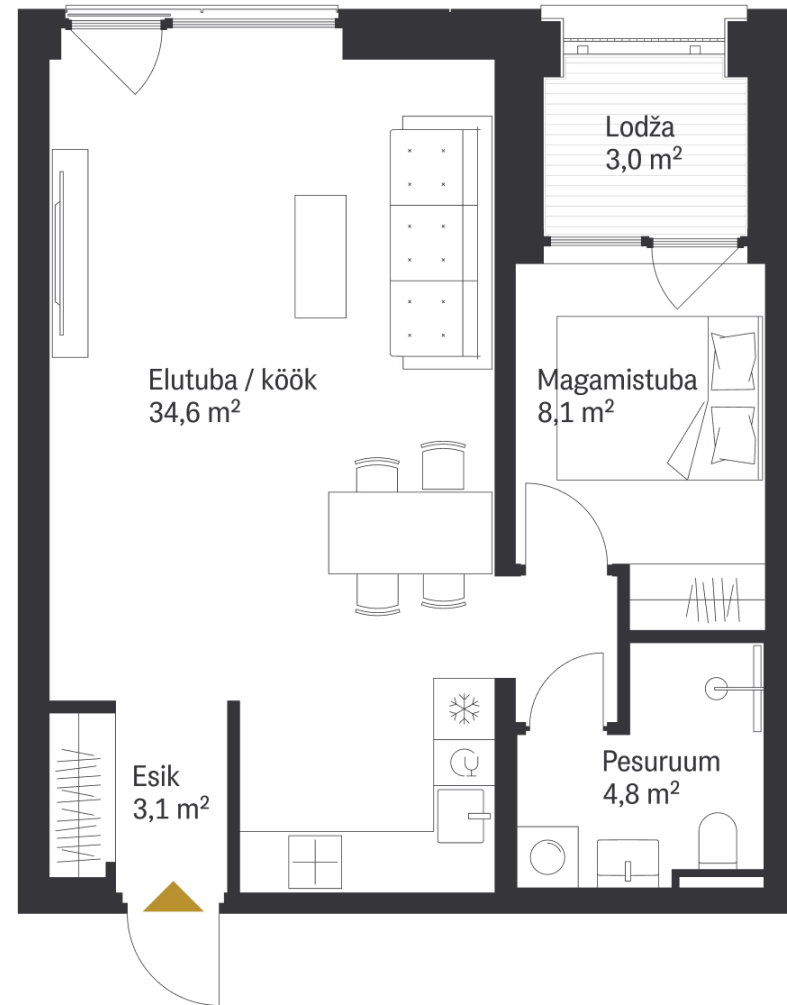 Lodža
3,0 m²
Elutuba / köök
34,6 m²
Magamistuba
8,1 m²
Esik
3,1 m²
Pesuruum
4,8 m²